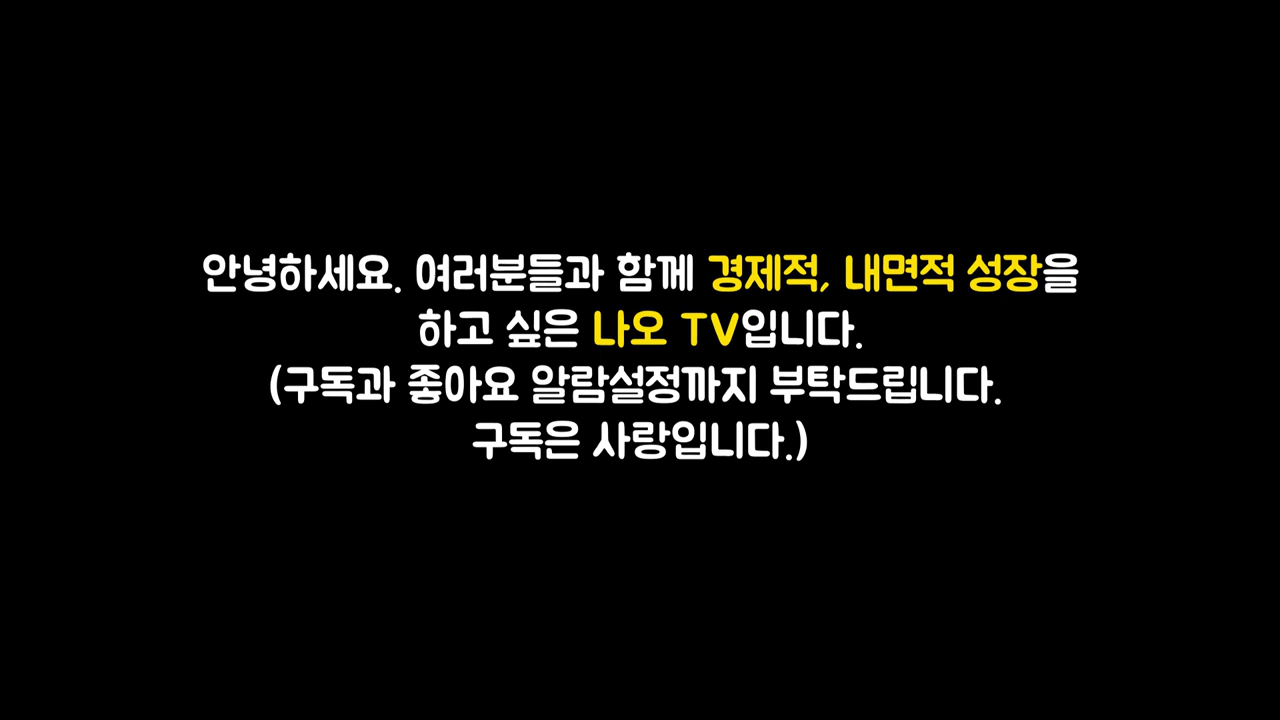 안녕하세요. 여러분들과 함께 경제적, 내면적 성장을
하고 싶은 나오 TV입니다.
(구독과 좋아요 알람설정까지 부탁드립니다.
구독은 사랑입니다.)